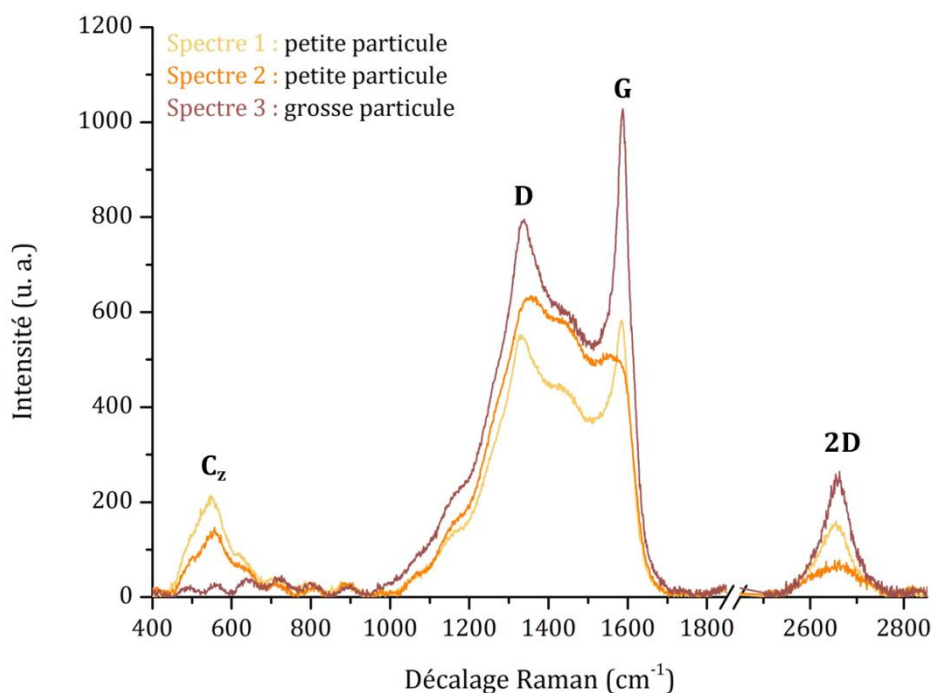 1200
1000
800
600
400
200
0
Intensité (u. a.)
Spectre 1 : petite particule
Spectre 2 : petite particule
Spectre 3 : grosse particule
G
D
2D
C_z
400 600 800 1000 1200 1400 1600 1800 2600 2800
Décalage Raman (cm⁻¹)